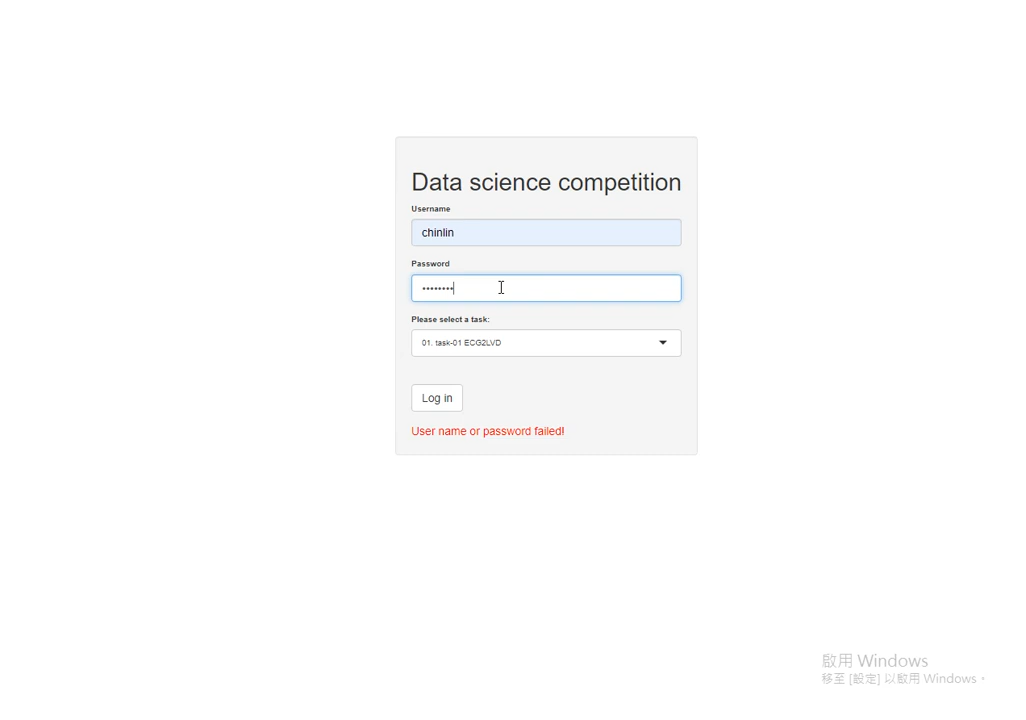 Data science competition
Username
chinlin
Password
••••••••
Please select a task:
01. task-01 ECG2LVD
Log in
User name or password failed!
啟用 Windows
移至 [設定] 以啟用 Windows。